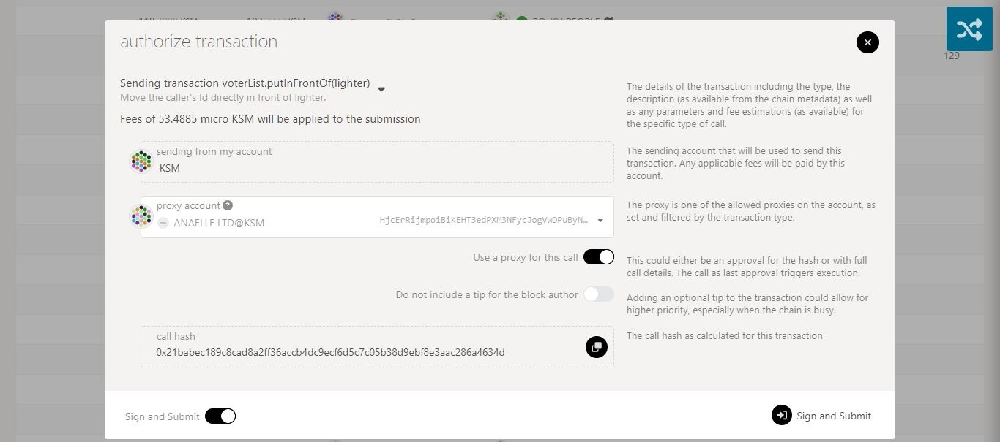 authorize transaction
129
Sending transaction voterList.putInFrontOf(lighter)
Move the caller's Id directly in front of lighter.
Fees of 53.4885 micro KSM will be applied to the submission
The details of the transaction including the type, the
description (as available from the chain metadata) as well
as any parameters and fee estimations (as available) for
the specific type of call.
sending from my account
KSM
The sending account that will be used to send this
transaction. Any applicable fees will be paid by this
account.
proxy account
ANAELLE LTD@KSM
HjcErRijmpoiBiKEHT3edPXM3NFycJogVwDPuByN…
The proxy is one of the allowed proxies on the account, as
set and filtered by the transaction type.
Use a proxy for this call
This could either be an approval for the hash or with full
call details. The call as last approval triggers execution.
Do not include a tip for the block author
Adding an optional tip to the transaction could allow for
higher priority, especially when the chain is busy.
call hash
0x21babec189c8cad8a2ff36accb4dc9ecf6d5c7c05b38d9ebf8e3aac286a4634d
The call hash as calculated for this transaction
Sign and Submit
Sign and Submit